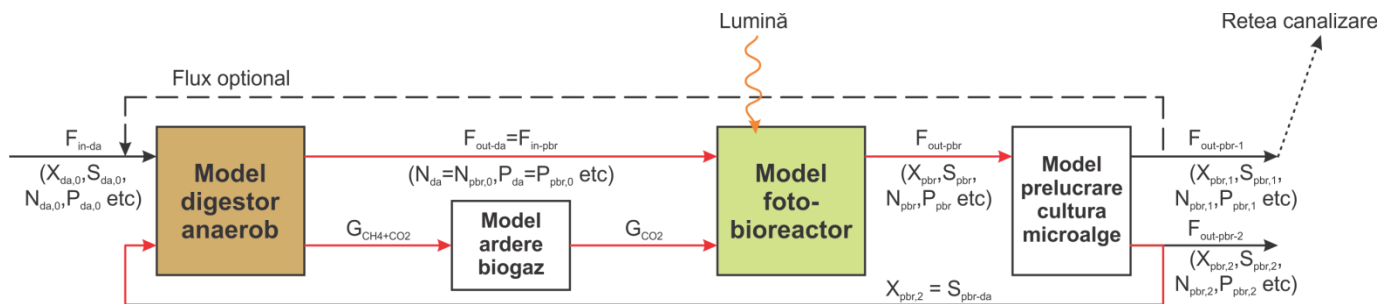 Lumină
Retea canalizare
Flux optional
F_in-da
(X_da,0,S_da,0,
N_da,0,P_da,0 etc)
Model
digestor
anaerob
F_out-da=F_in-pbr
(N_da=N_pbr,0,P_da=P_pbr,0 etc)
G_CH4+CO2
Model
ardere
biogaz
G_CO2
Model
foto-
bioreactor
F_out-pbr
(X_pbr,S_pbr,
N_pbr,P_pbr etc)
Model
prelucrare
cultura
microalge
F_out-pbr-1
(X_pbr,1,S_pbr,1,
N_pbr,1,P_pbr,1 etc)
F_out-pbr-2
(X_pbr,2,S_pbr,2,
N_pbr,2,P_pbr,2 etc)
X_pbr,2 = S_pbr-da